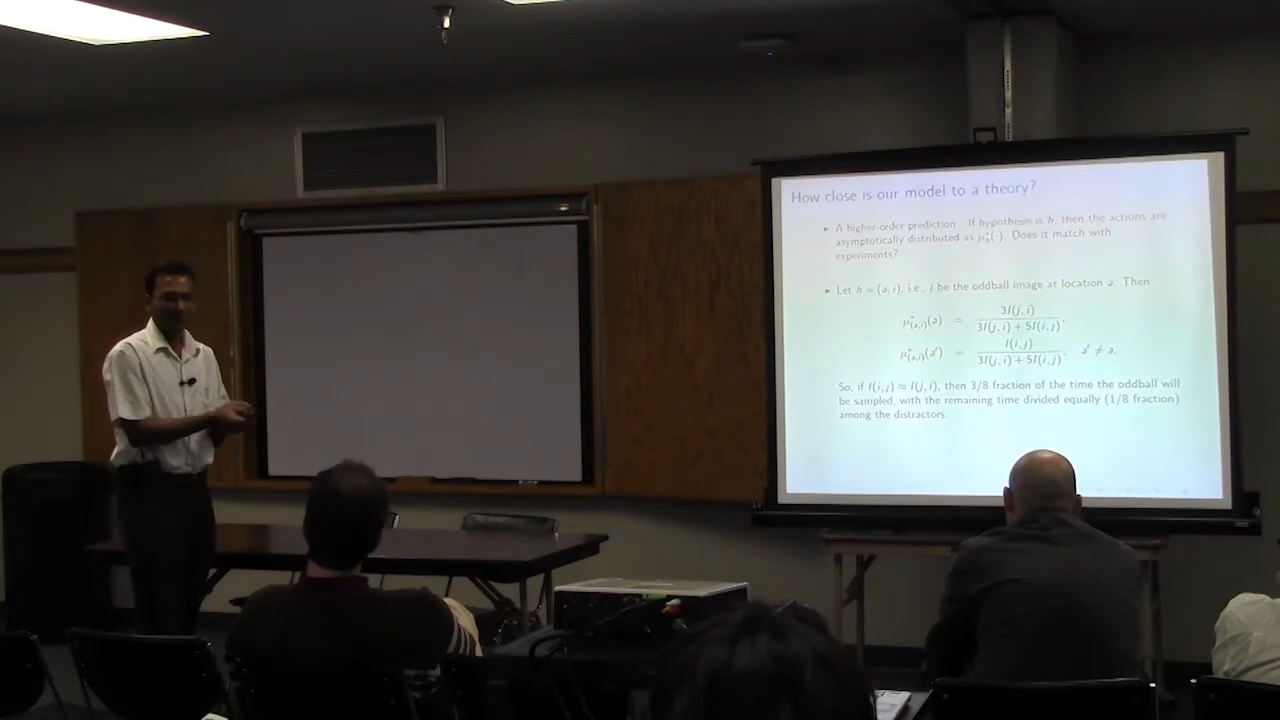 How close is our model to a theory?
▸ A higher-order prediction If hypothesis is h, then the actions are
asymptotically distributed as μ*ₕ(·). Does it match with
experiments?
▸ Let h = (a, i), i.e., i be the oddball image at location a. Then
μ*₍ₐ,ᵢ₎(a) = 3I(j, i) / 3I(j, i) + 5I(i, j),
μ*₍ₐ,ᵢ₎(a′) = I(i, j) / 3I(j, i) + 5I(i, j), a′ ≠ a.
So, if I(i, j) ≈ I(j, i), then 3/8 fraction of the time the oddball will
be sampled, with the remaining time divided equally (1/8 fraction)
among the distractors.